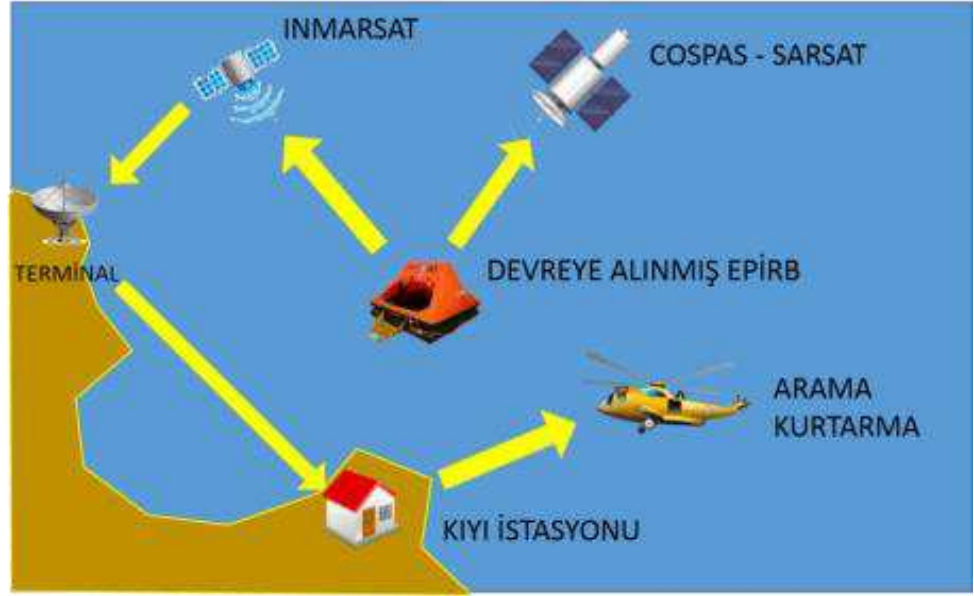 INMARSAT
COSPAS - SARSAT
TERMİNAL
DEVREYE ALINMIŞ EPİRB
ARAMA
KURTARMA
KIYI İSTASYONU